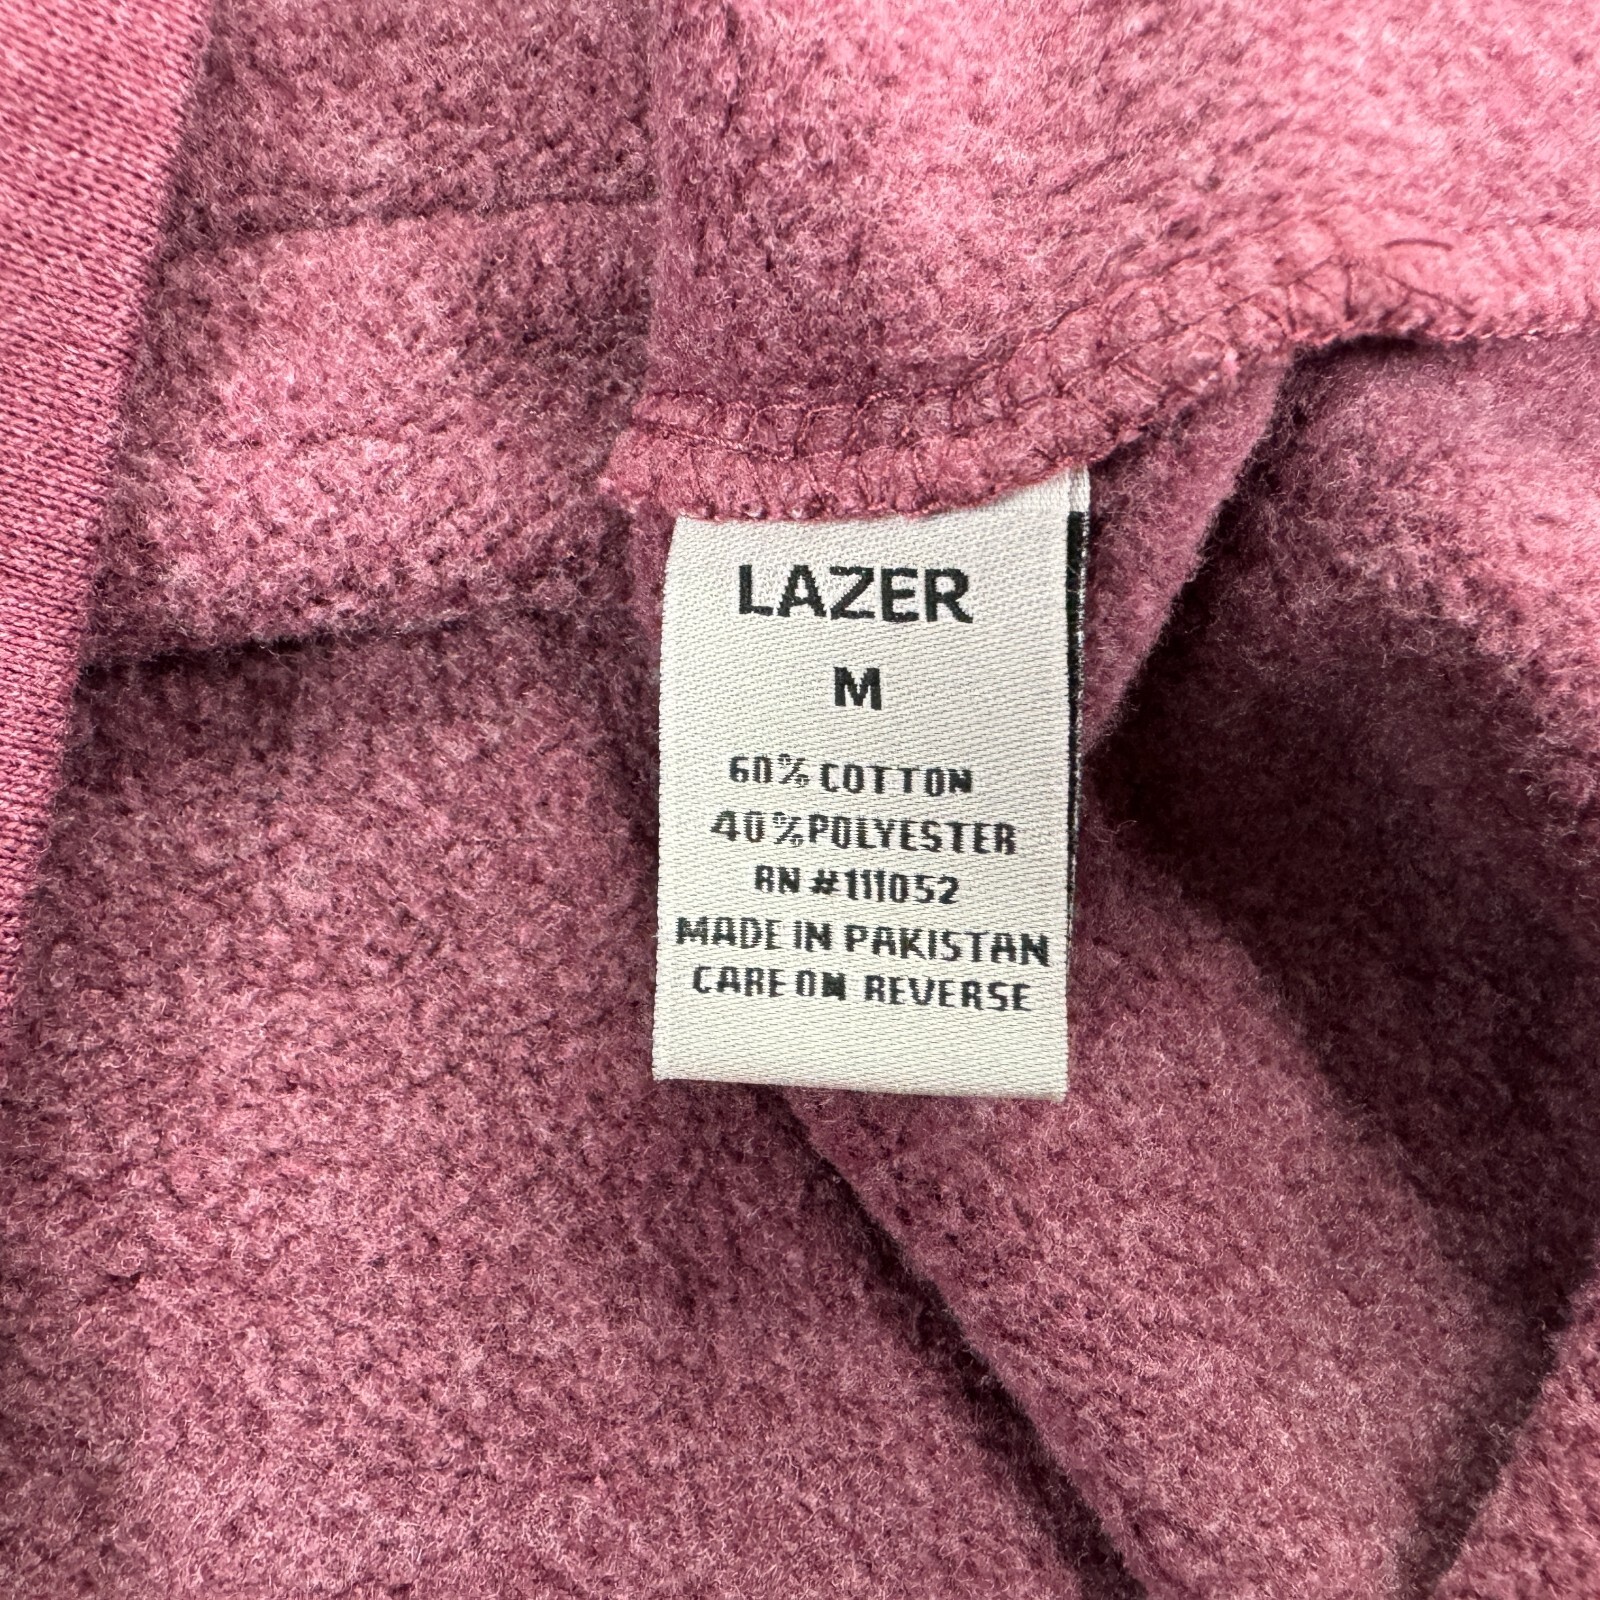 LAZER
M
60% COTTON
40% POLYESTER
RN #111052
MADE IN PAKISTAN
CARE ON REVERSE